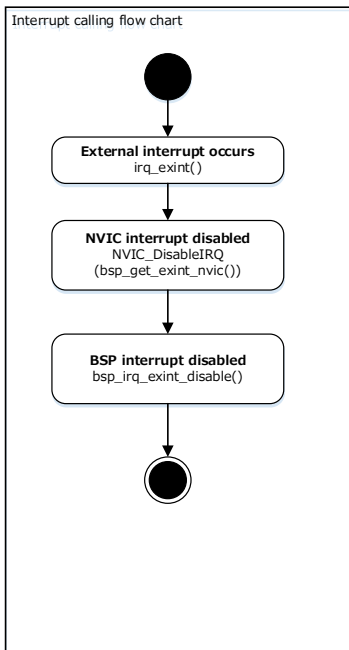 Interrupt calling flow chart
External interrupt occurs
irq_exint()
NVIC interrupt disabled
NVIC_DisableIRQ
(bsp_get_exint_nvic())
BSP interrupt disabled
bsp_irq_exint_disable()